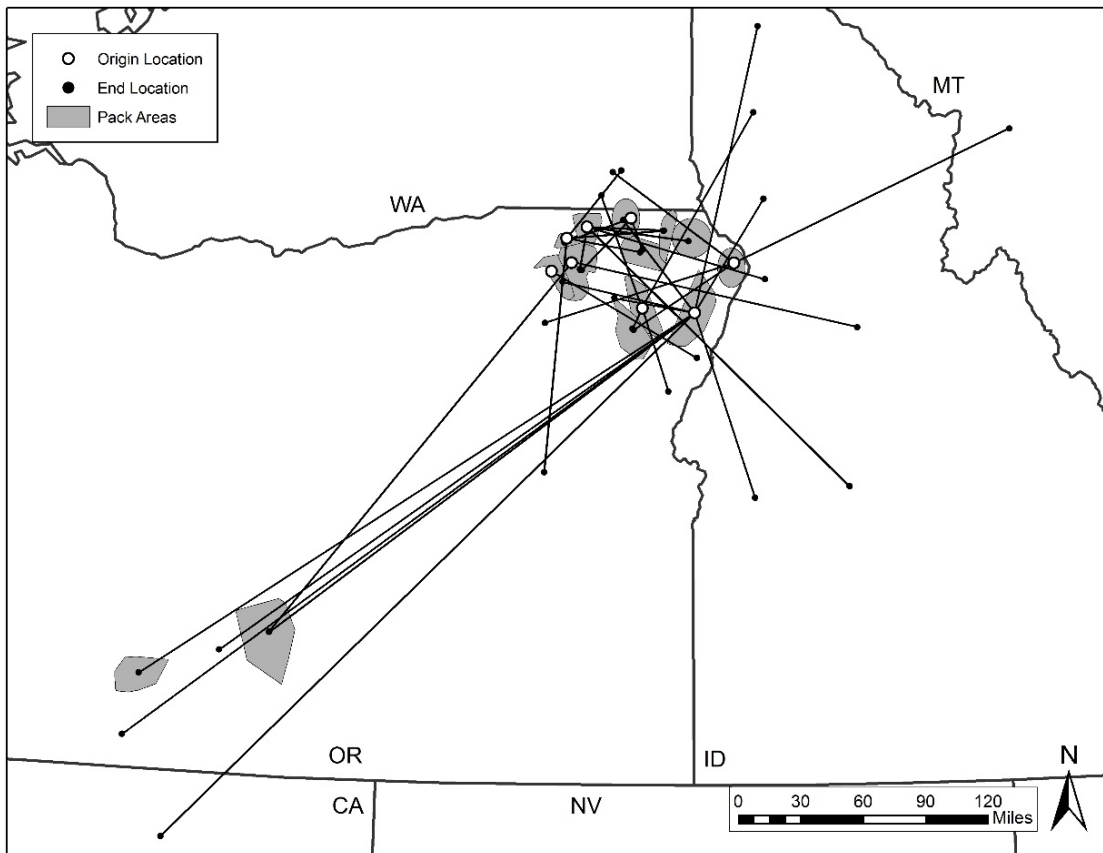 Origin Location
End Location
Pack Areas
MT
WA
OR
ID
CA
NV
N
0 30 60 90 120
Miles